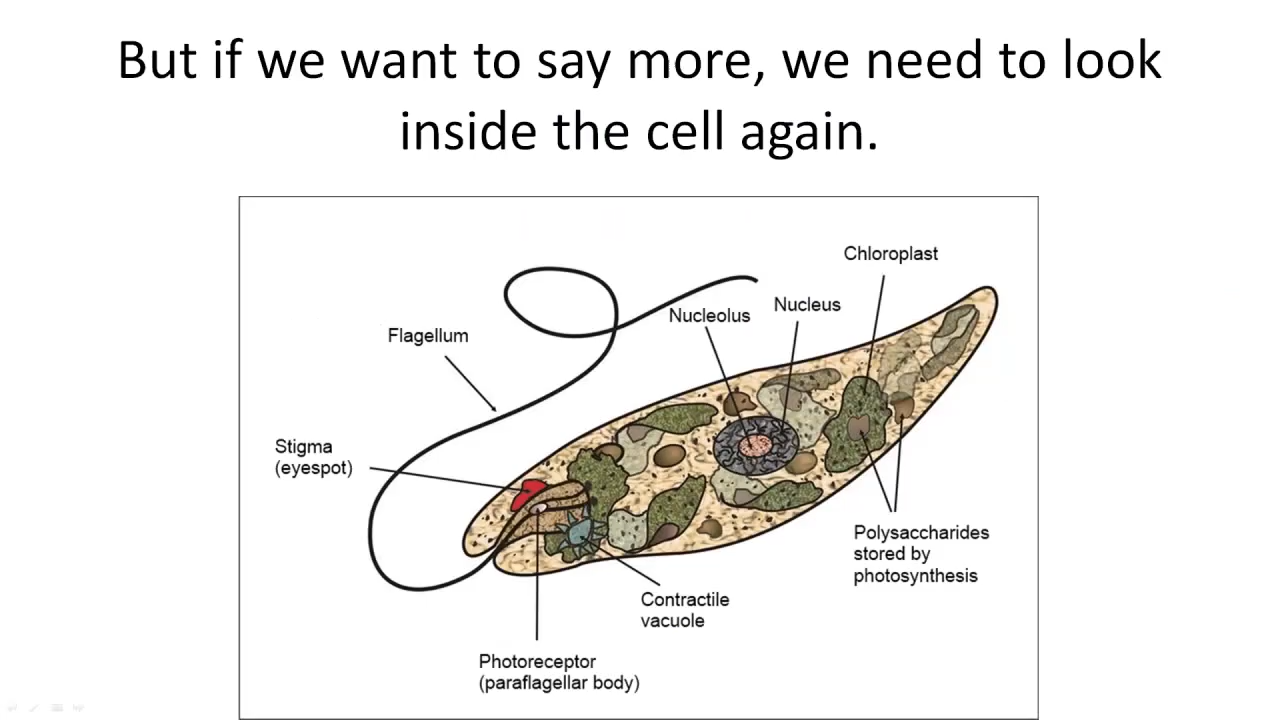 But if we want to say more, we need to look
inside the cell again.
Chloroplast
Nucleolus
Nucleus
Flagellum
Stigma
(eyespot)
Polysaccharides
stored by
photosynthesis
Contractile
vacuole
Photoreceptor
(paraflagellar body)